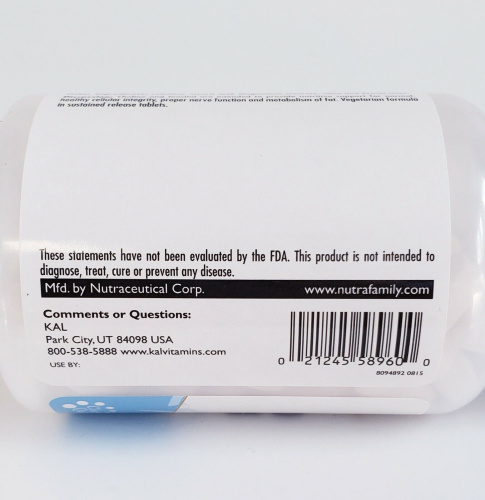 healthy cellular integrity, proper nerve function and metabolism of fat. Vegetarian formula
in sustained release tablets.
These statements have not been evaluated by the FDA. This product is not intended to
diagnose, treat, cure or prevent any disease.
Mfd. by Nutraceutical Corp. www.nutrafamily.com
Comments or Questions:
KAL
Park City, UT 84098 USA
800-538-5888 www.kalvitamins.com
USE BY:
0 21245 58960 0
8094892 0815